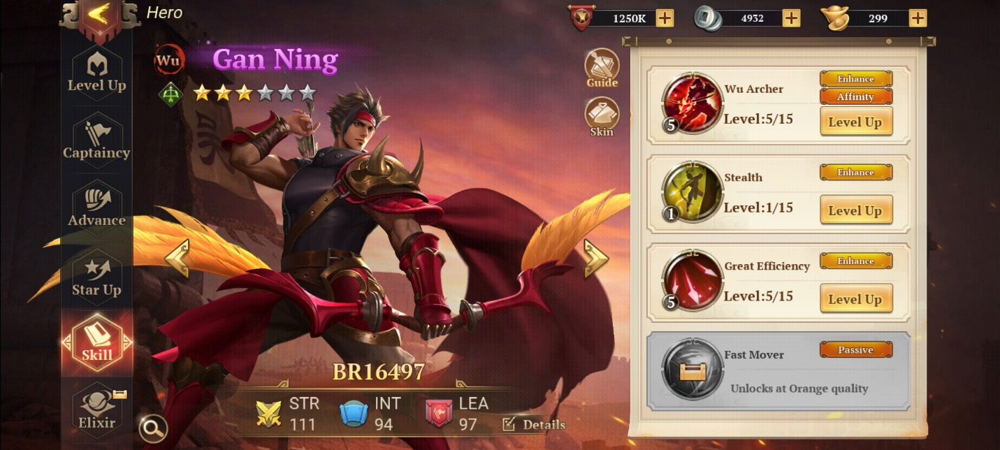 Hero
1250K
4932
299
Level Up
Captaincy
Advance
Star Up
Skill
Elixir
Wu
Gan Ning
Guide
Skin
BR16497
STR
111
INT
94
LEA
97
Details
Wu Archer
Enhance
Affinity
5
Level:5/15
Level Up
Stealth
Enhance
1
Level:1/15
Level Up
Great Efficiency
Enhance
5
Level:5/15
Level Up
Fast Mover
Passive
Unlocks at Orange quality